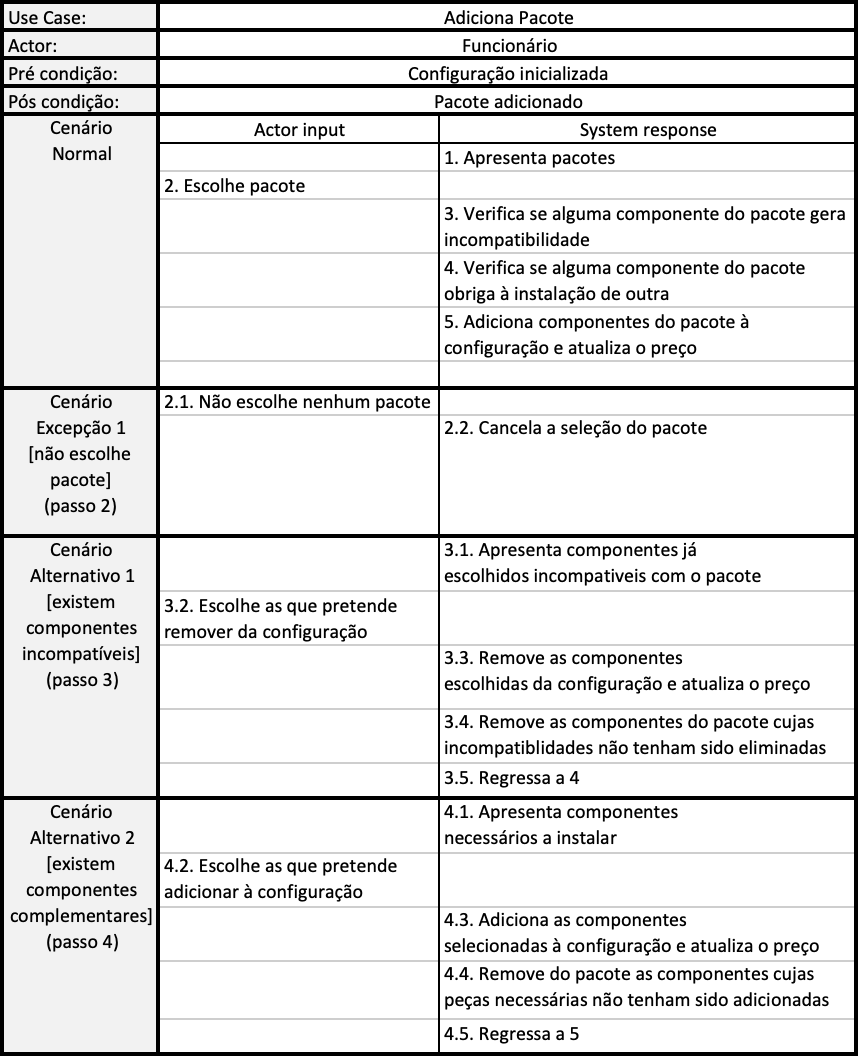 Use Case:
Adiciona Pacote
Actor:
Funcionário
Pré condição:
Configuração inicializada
Pós condição:
Pacote adicionado
Cenário
Normal
Actor input
System response
1. Apresenta pacotes
2. Escolhe pacote
3. Verifica se alguma componente do pacote gera
incompatibilidade
4. Verifica se alguma componente do pacote
obriga à instalação de outra
5. Adiciona componentes do pacote à
configuração e atualiza o preço
Cenário
Excepção 1
[não escolhe
pacote]
(passo 2)
2.1. Não escolhe nenhum pacote
2.2. Cancela a seleção do pacote
Cenário
Alternativo 1
[existem
componentes
incompatíveis]
(passo 3)
3.1. Apresenta componentes já
escolhidos incompativeis com o pacote
3.2. Escolhe as que pretende
remover da configuração
3.3. Remove as componentes
escolhidas da configuração e atualiza o preço
3.4. Remove as componentes do pacote cujas
incompatiblidades não tenham sido eliminadas
3.5. Regressa a 4
Cenário
Alternativo 2
[existem
componentes
complementares]
(passo 4)
4.1. Apresenta componentes
necessários a instalar
4.2. Escolhe as que pretende
adicionar à configuração
4.3. Adiciona as componentes
selecionadas à configuração e atualiza o preço
4.4. Remove do pacote as componentes cujas
peças necessárias não tenham sido adicionadas
4.5. Regressa a 5